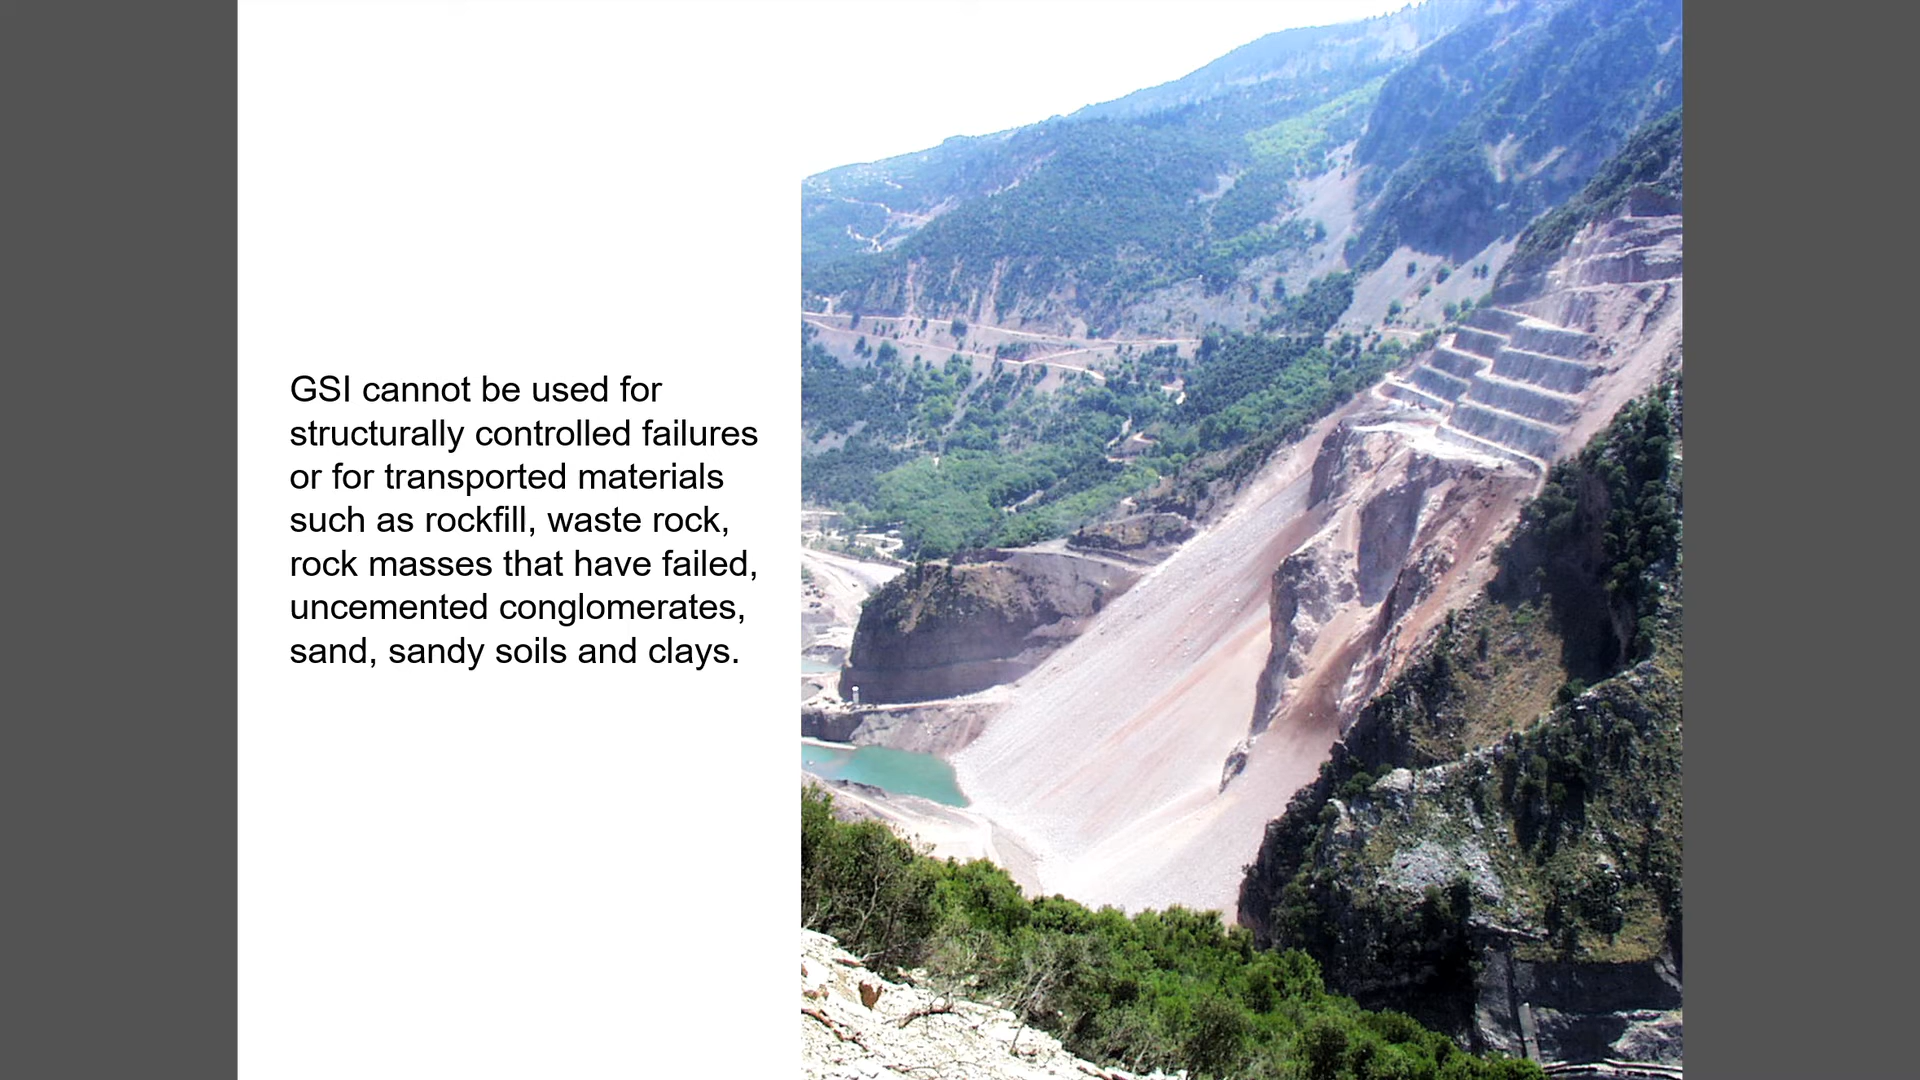 GSI cannot be used for
structurally controlled failures
or for transported materials
such as rockfill, waste rock,
rock masses that have failed,
uncemented conglomerates,
sand, sandy soils and clays.